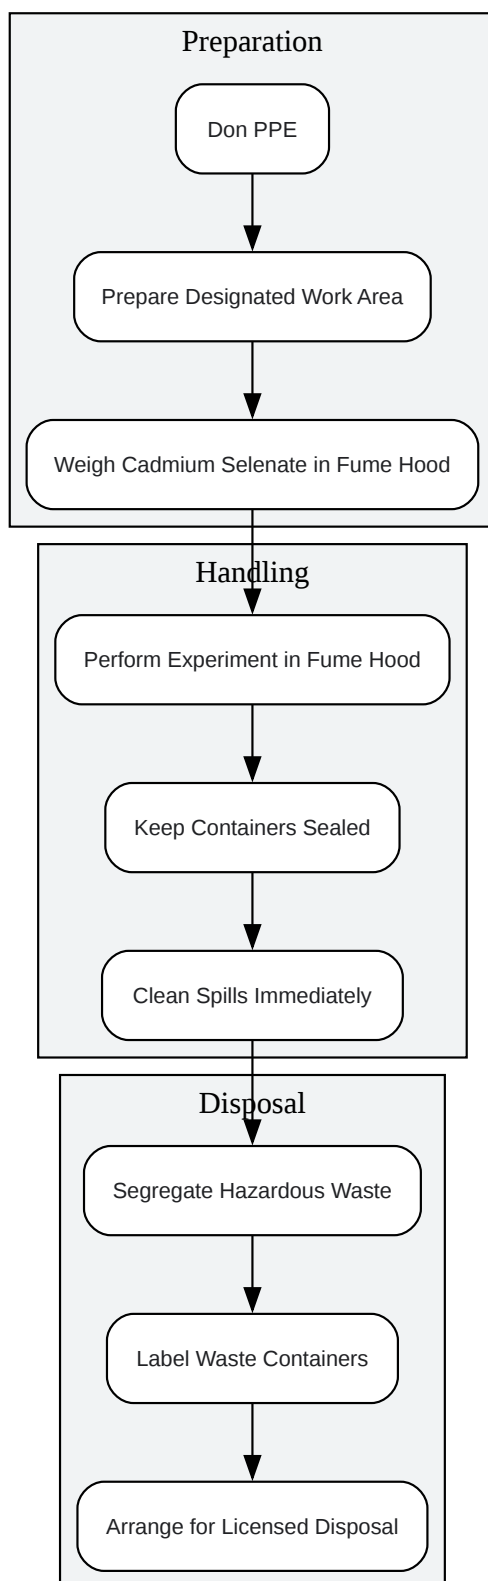 Preparation
Don PPE
Prepare Designated Work Area
Weigh Cadmium Selenate in Fume Hood
Handling
Perform Experiment in Fume Hood
Keep Containers Sealed
Clean Spills Immediately
Disposal
Segregate Hazardous Waste
Label Waste Containers
Arrange for Licensed Disposal